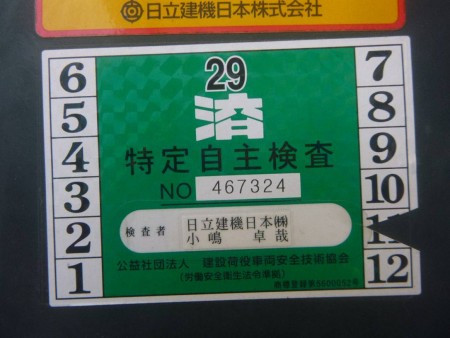 日立建機日本株式会社
29
済
特定自主検査
NO 467324
検査者
日立建機日本㈱
小嶋 卓哉
公益社団法人 建設荷役車両安全技術協会
(労働安全衛生法令準拠)
6
5
4
3
2
1
7
8
9
10
11
12